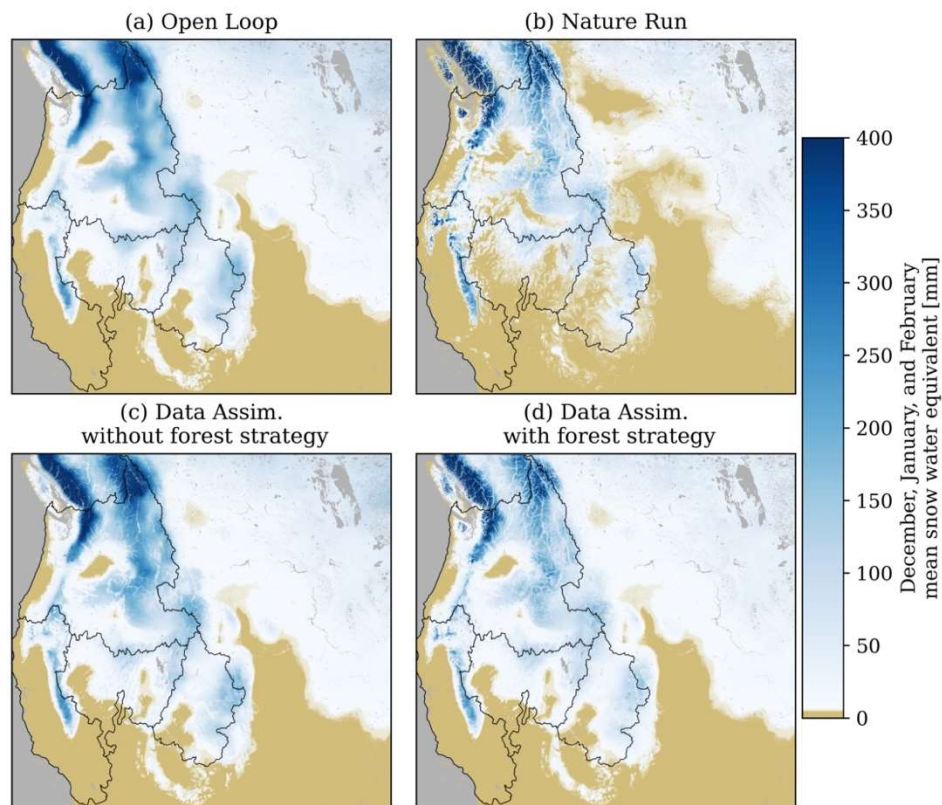 (a) Open Loop
(b) Nature Run
(c) Data Assim.
without forest strategy
(d) Data Assim.
with forest strategy
400
350
300
250
200
150
100
50
0
December, January, and February
mean snow water equivalent [mm]